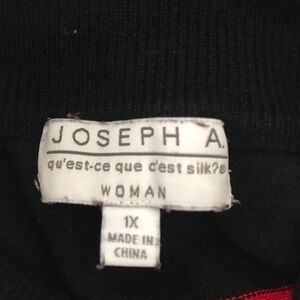 JOSEPH A.
qu'est-ce que c'est silk?®
WOMAN
1X
MADE IN
CHINA